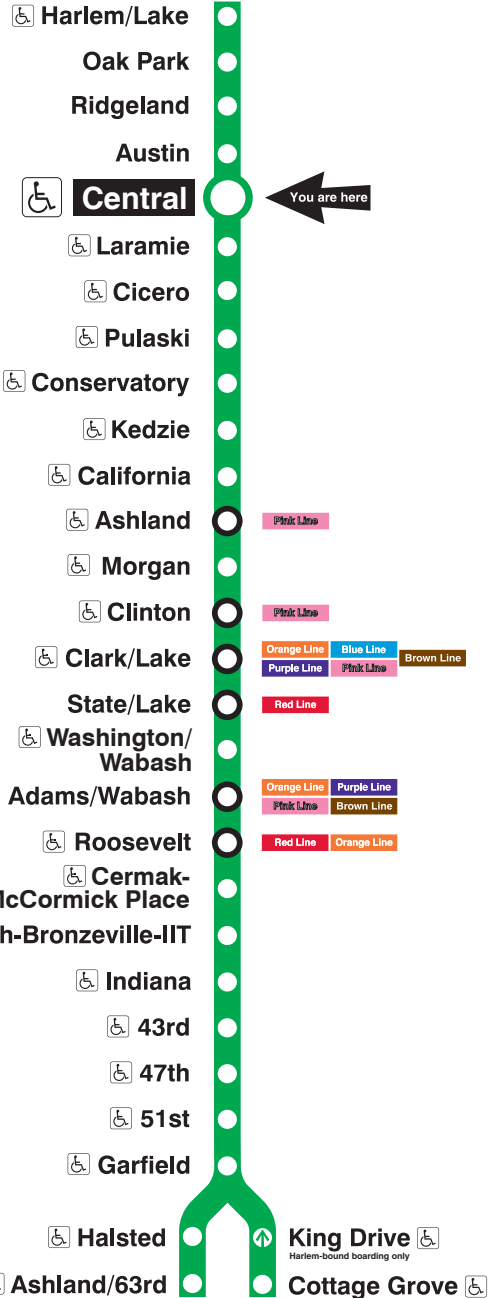 Harlem/Lake
Oak Park
Ridgeland
Austin
Central
You are here
Laramie
Cicero
Pulaski
Conservatory
Kedzie
California
Ashland
Pink Line
Morgan
Clinton
Pink Line
Clark/Lake
Orange Line Blue Line
Brown Line
Purple Line Pink Line
State/Lake
Red Line
Washington/
Wabash
Adams/Wabash
Orange Line Purple Line
Pink Line Brown Line
Roosevelt
Red Line Orange Line
Cermak-
McCormick Place
h-Bronzeville-IIT
Indiana
43rd
47th
51st
Garfield
Halsted
King Drive
Harlem-bound boarding only
Ashland/63rd
Cottage Grove